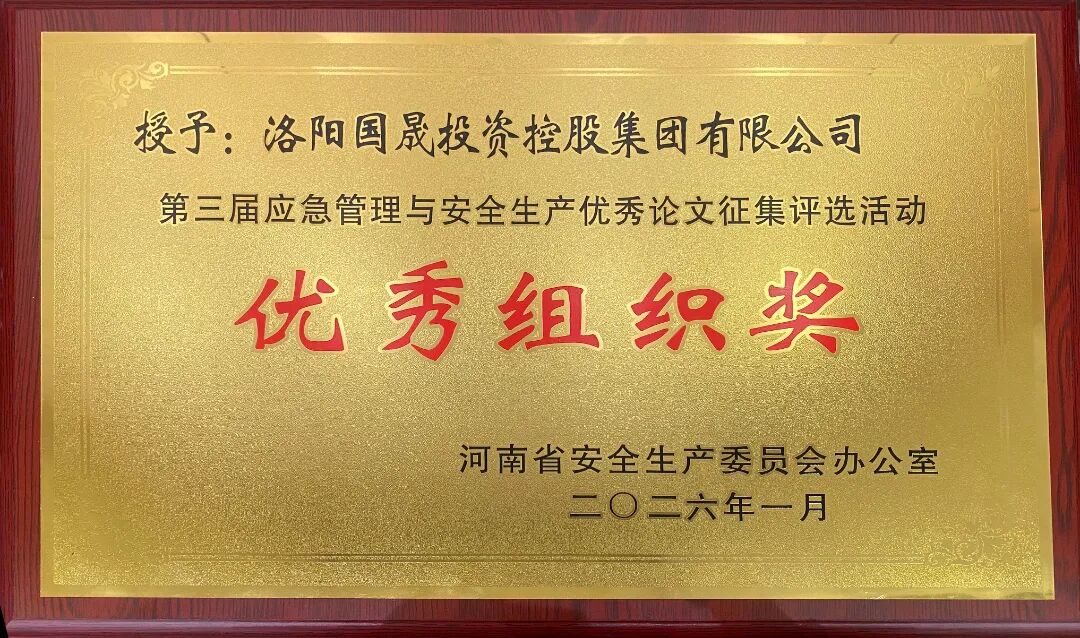 授予：洛阳国晟投资控股集团有限公司
第三届应急管理与安全生产优秀论文征集评选活动
优秀组织奖
河南省安全生产委员会办公室
二〇二六年一月